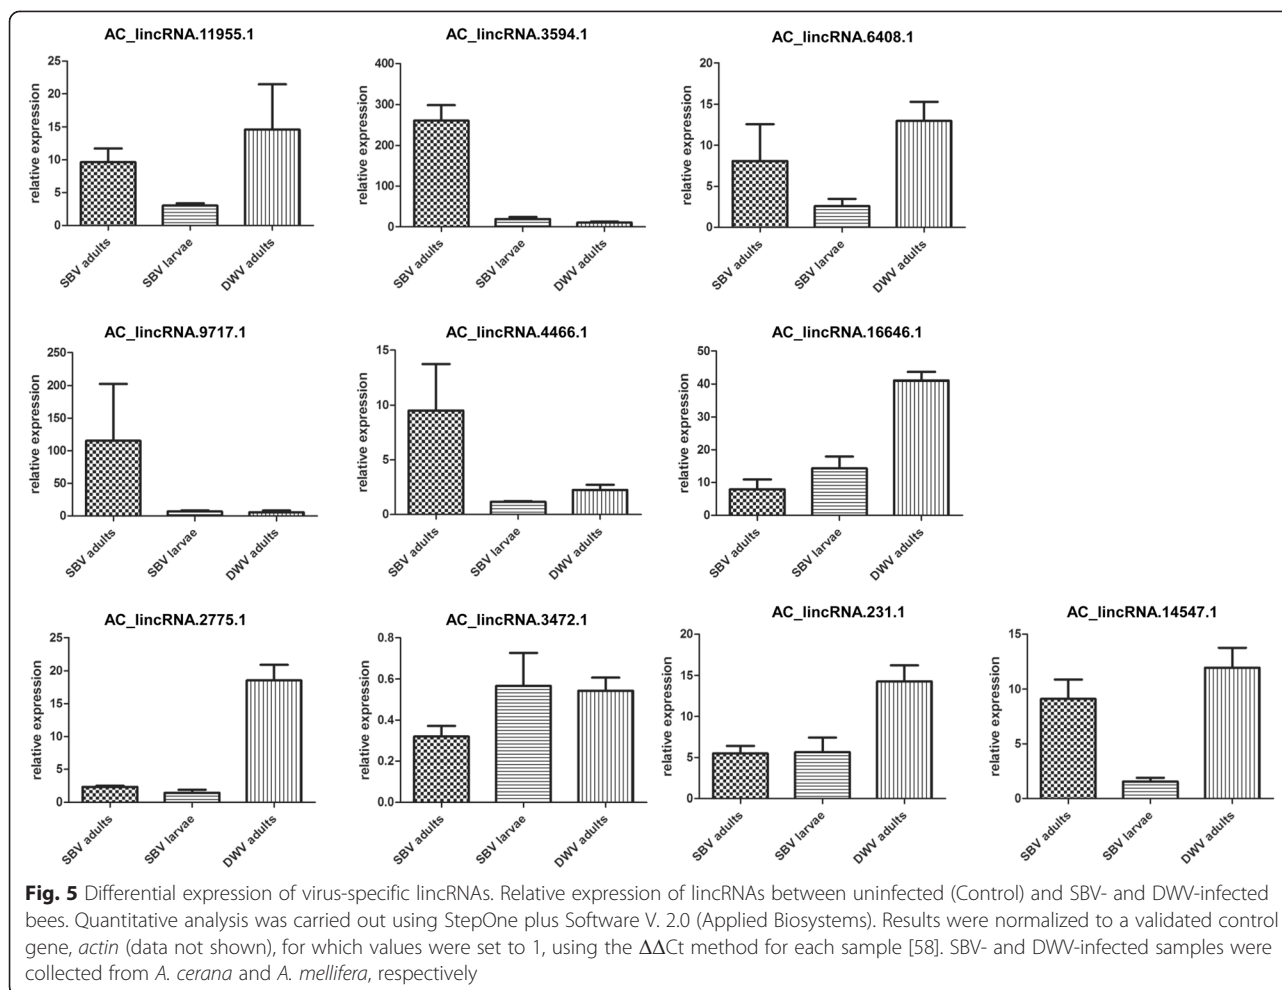 AC_lincRNA.11955.1
relative expression
25
20
15
10
5
0
SBV adults
SBV larvae
DWV adults
AC_lincRNA.3594.1
relative expression
400
300
200
100
0
SBV adults
SBV larvae
DWV adults
AC_lincRNA.6408.1
relative expression
20
15
10
5
0
SBV adults
SBV larvae
DWV adults
AC_lincRNA.9717.1
relative expression
250
200
150
100
50
0
SBV adults
SBV larvae
DWV adults
AC_lincRNA.4466.1
relative expression
15
10
5
0
SBV adults
SBV larvae
DWV adults
AC_lincRNA.16646.1
relative expression
50
40
30
20
10
0
SBV adults
SBV larvae
DWV adults
AC_lincRNA.2775.1
relative expression
25
20
15
10
5
0
SBV adults
SBV larvae
DWV adults
AC_lincRNA.3472.1
relative expression
0.8
0.6
0.4
0.2
0.0
SBV adults
SBV larvae
DWV adults
AC_lincRNA.231.1
relative expression
20
15
10
5
0
SBV adults
SBV larvae
DWV adults
AC_lincRNA.14547.1
relative expression
15
10
5
0
SBV adults
SBV larvae
DWV adults
Fig. 5 Differential expression of virus-specific lincRNAs. Relative expression of lincRNAs between uninfected (Control) and SBV- and DWV-infected
bees. Quantitative analysis was carried out using StepOne plus Software V. 2.0 (Applied Biosystems). Results were normalized to a validated control
gene, actin (data not shown), for which values were set to 1, using the ΔΔCt method for each sample [58]. SBV- and DWV-infected samples were
collected from A. cerana and A. mellifera, respectively